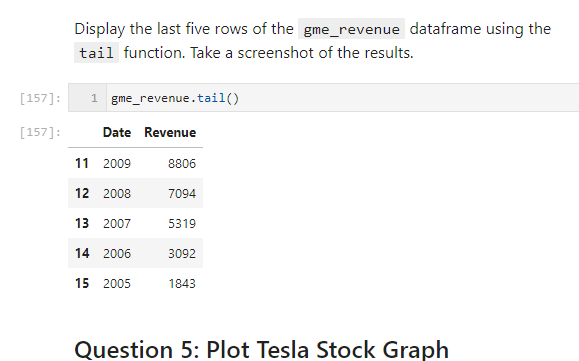 Display the last five rows of the gme_revenue dataframe using the
tail function. Take a screenshot of the results.
[157]: 1 gme_revenue.tail()
[157]: Date Revenue
11 2009 8806
12 2008 7094
13 2007 5319
14 2006 3092
15 2005 1843
Question 5: Plot Tesla Stock Graph